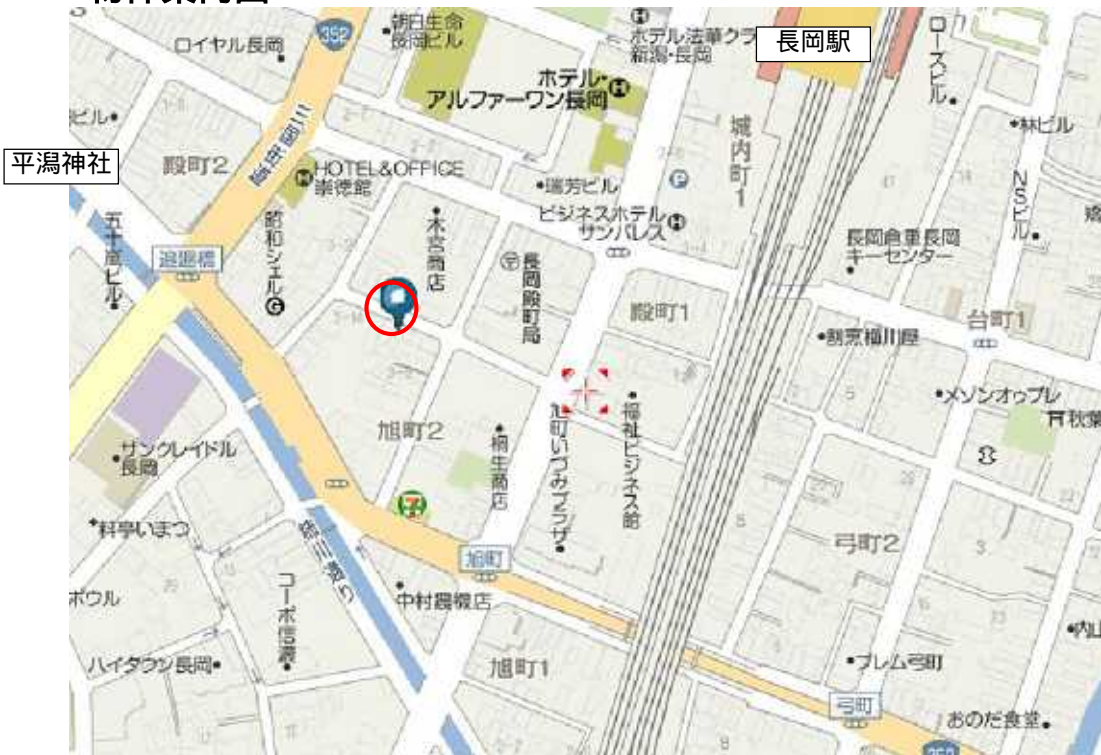 352
朝日生命
長岡ビル
ロイヤル長岡
ホテル法華クラ
新潟・長岡
長岡駅
ローズビル
ホテル・
アルファーワン長岡
ビル
林ビル
平潟神社
殿町2
HOTEL&OFFICE
崇徳館
瑞芳ビル
城内町1
NSビル
ビジネスホテル
サンパレス
五十嵐ビル
昭和シェル
木宮商店
長岡殿町局
長岡倉重長岡
キーセンター
追廻橋
殿町1
台町1
割烹福川屋
メゾンオゥブレ
秋葉
旭町2
桐生商店
旭町いづみプラザ
福祉ビジネス館
サンクレイドル
長岡
7
料亭いまつ
弓町2
3
旭町
ボウル
コーポ信濃
中村農機店
内山
ハイタウン長岡
旭町1
プレム弓町
弓町
おのだ食堂
352